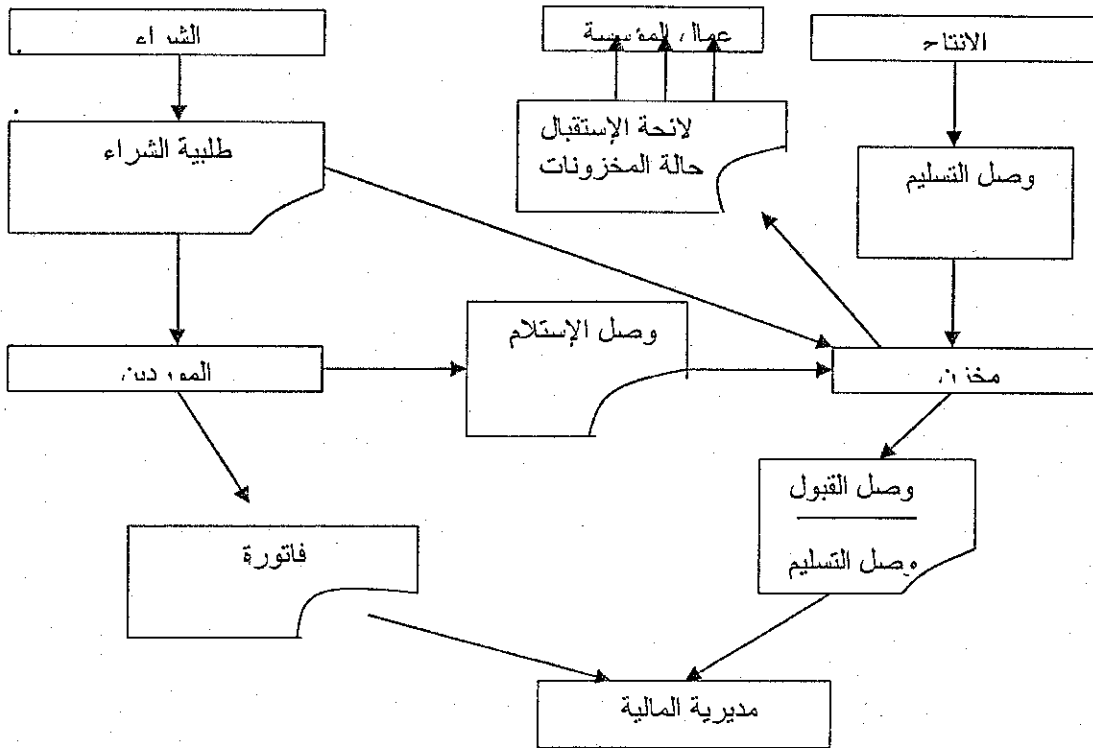 الشراء
عمال المؤسسة
الانتاج
لائحة الإستقبال
حالة المخزونات
طلبية الشراء
وصل التسليم
وصل الإستلام
الموردين
مخزن
وصل القبول
وصل التسليم
فاتورة
مديرية المالية